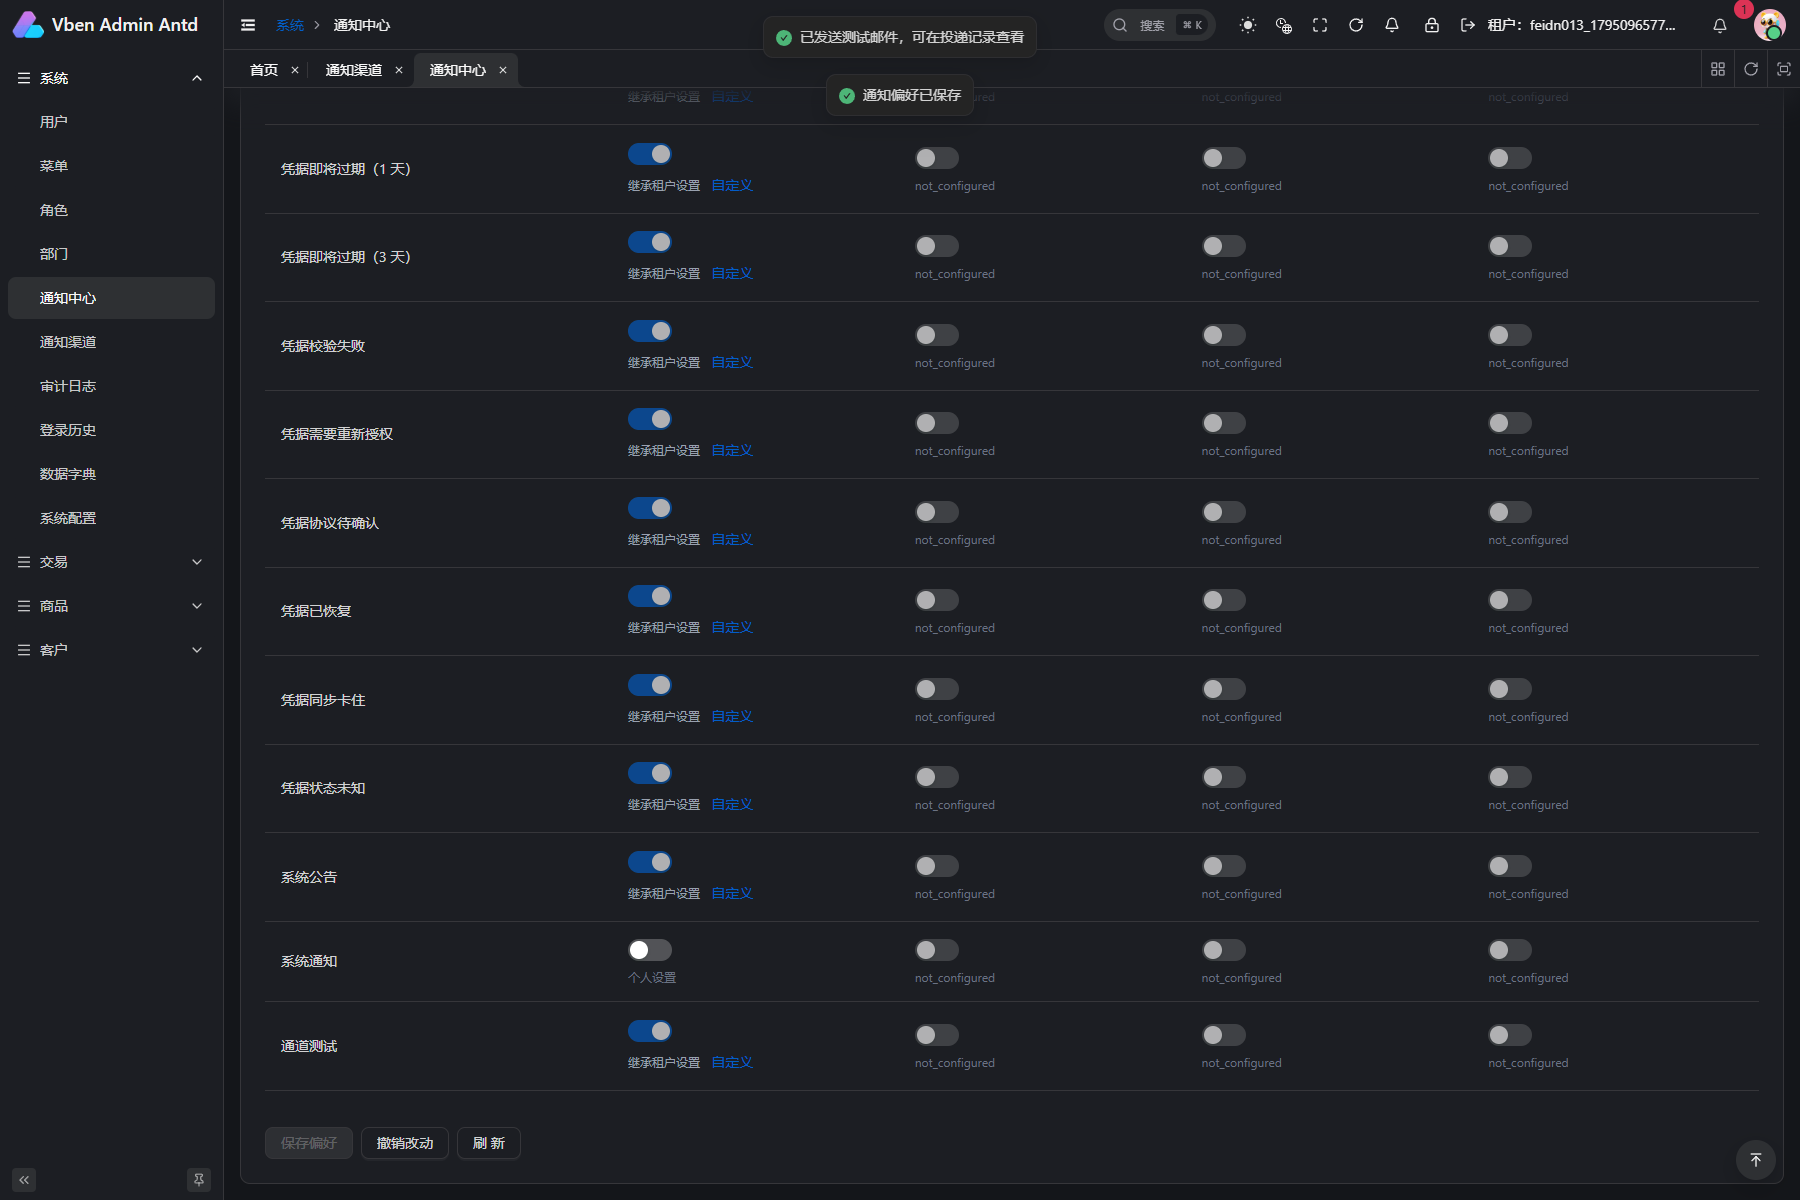 Vben Admin Antd
系统
通知中心
搜索
⌘ K
租户：feidn013_1795096577...
1
已发送测试邮件，可在投递记录查看
通知偏好已保存
首页
通知渠道
通知中心
系统
用户
菜单
角色
部门
通知中心
通知渠道
审计日志
登录历史
数据字典
系统配置
交易
商品
客户
继承租户设置 自定义 not_configured not_configured
凭据即将过期（1 天） 继承租户设置 自定义 not_configured not_configured not_configured
凭据即将过期（3 天） 继承租户设置 自定义 not_configured not_configured not_configured
凭据校验失败 继承租户设置 自定义 not_configured not_configured not_configured
凭据需要重新授权 继承租户设置 自定义 not_configured not_configured not_configured
凭据协议待确认 继承租户设置 自定义 not_configured not_configured not_configured
凭据已恢复 继承租户设置 自定义 not_configured not_configured not_configured
凭据同步卡住 继承租户设置 自定义 not_configured not_configured not_configured
凭据状态未知 继承租户设置 自定义 not_configured not_configured not_configured
系统公告 继承租户设置 自定义 not_configured not_configured not_configured
系统通知 个人设置 not_configured not_configured not_configured
通道测试 继承租户设置 自定义 not_configured not_configured not_configured
保存偏好
撤销改动
刷 新